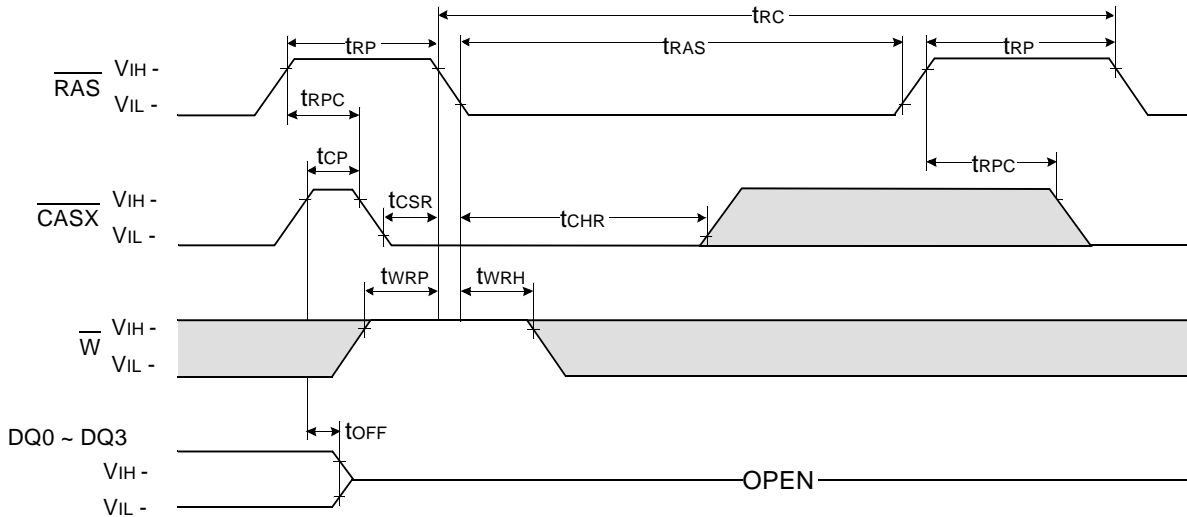 tRC
tRP tRAS tRP
RAS VIH -
VIL -
tRPC
tCP tRPC
CASX VIH -
VIL -
tCSR tCHR
tWRP tWRH
W VIH -
VIL -
DQ0 ~ DQ3
tOFF
VIH -
VIL -
OPEN